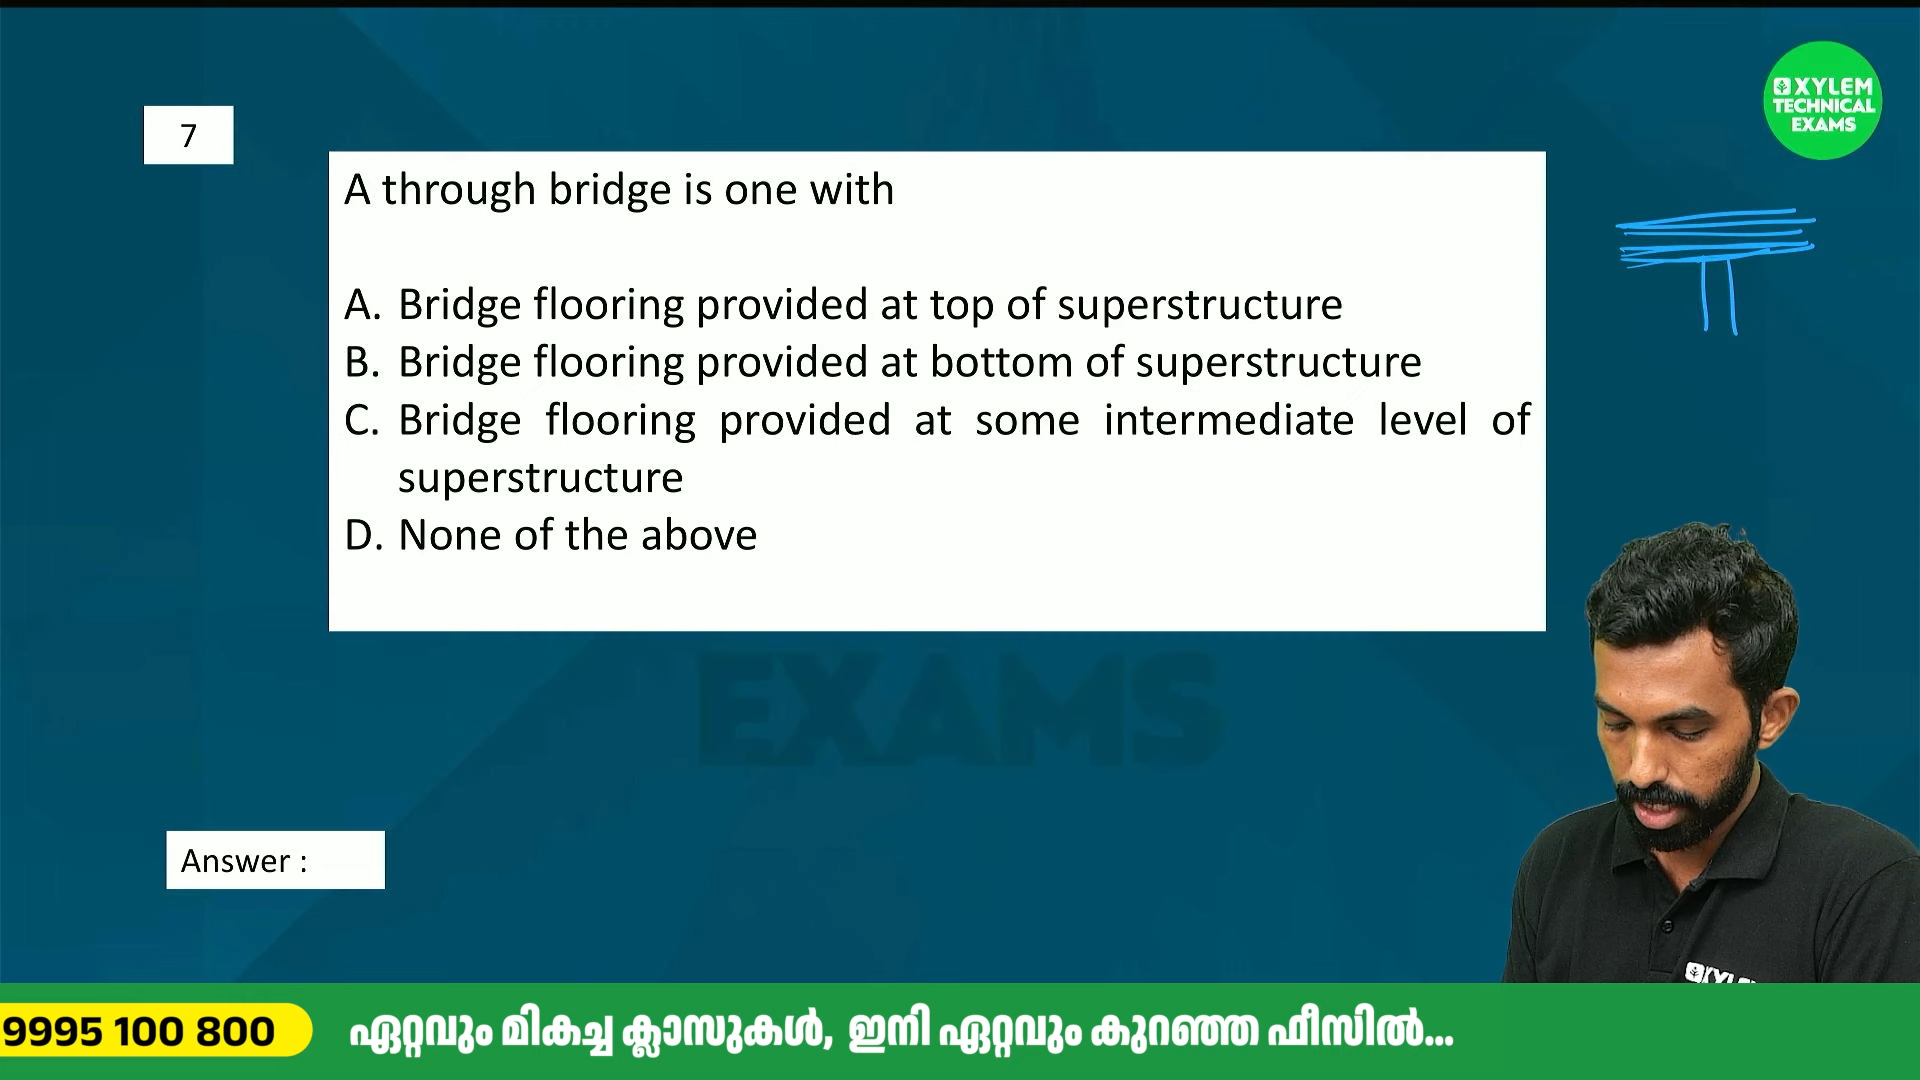 XYLEM
TECHNICAL
EXAMS
7
A through bridge is one with
A. Bridge flooring provided at top of superstructure
B. Bridge flooring provided at bottom of superstructure
C. Bridge flooring provided at some intermediate level of
superstructure
D. None of the above
EXAMS
Answer :
9995 100 800
ഏറ്റവും മികച്ച ക്ലാസുകൾ, ഇനി ഏറ്റവും കുറഞ്ഞ ഫീസിൽ...